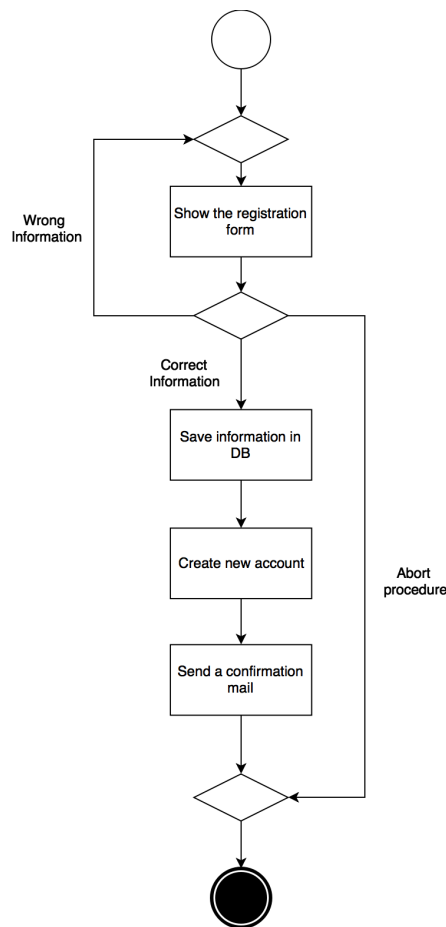 Show the registration
form
Wrong
Information
Correct
Information
Save information in
DB
Create new account
Abort
procedure
Send a confirmation
mail